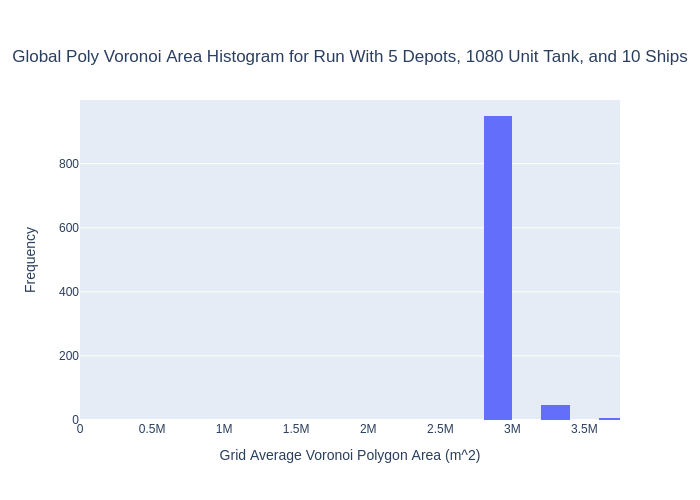 Global Poly Voronoi Area Histogram for Run With 5 Depots, 1080 Unit Tank, and 10 Ships
Frequency
800
600
400
200
0
0 0.5M 1M 1.5M 2M 2.5M 3M 3.5M
Grid Average Voronoi Polygon Area (m^2)